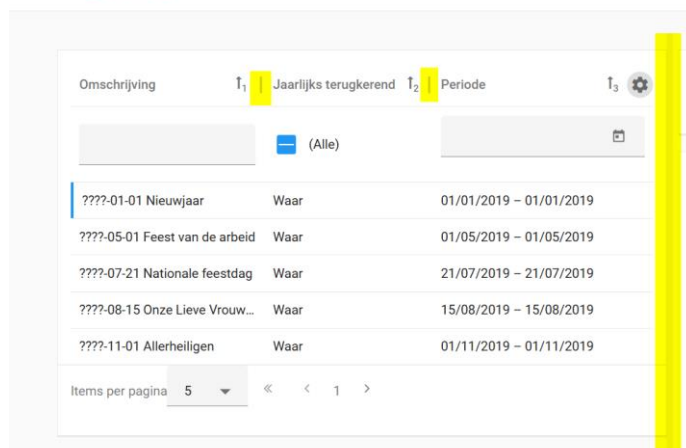 Omschrijving ↑1 | Jaarlijks terugkerend ↑2 | Periode ↑3
(Alle)
????-01-01 Nieuwjaar Waar 01/01/2019 – 01/01/2019
????-05-01 Feest van de arbeid Waar 01/05/2019 – 01/05/2019
????-07-21 Nationale feestdag Waar 21/07/2019 – 21/07/2019
????-08-15 Onze Lieve Vrouw... Waar 15/08/2019 – 15/08/2019
????-11-01 Allerheiligen Waar 01/11/2019 – 01/11/2019
Items per pagina 5 « < 1 >